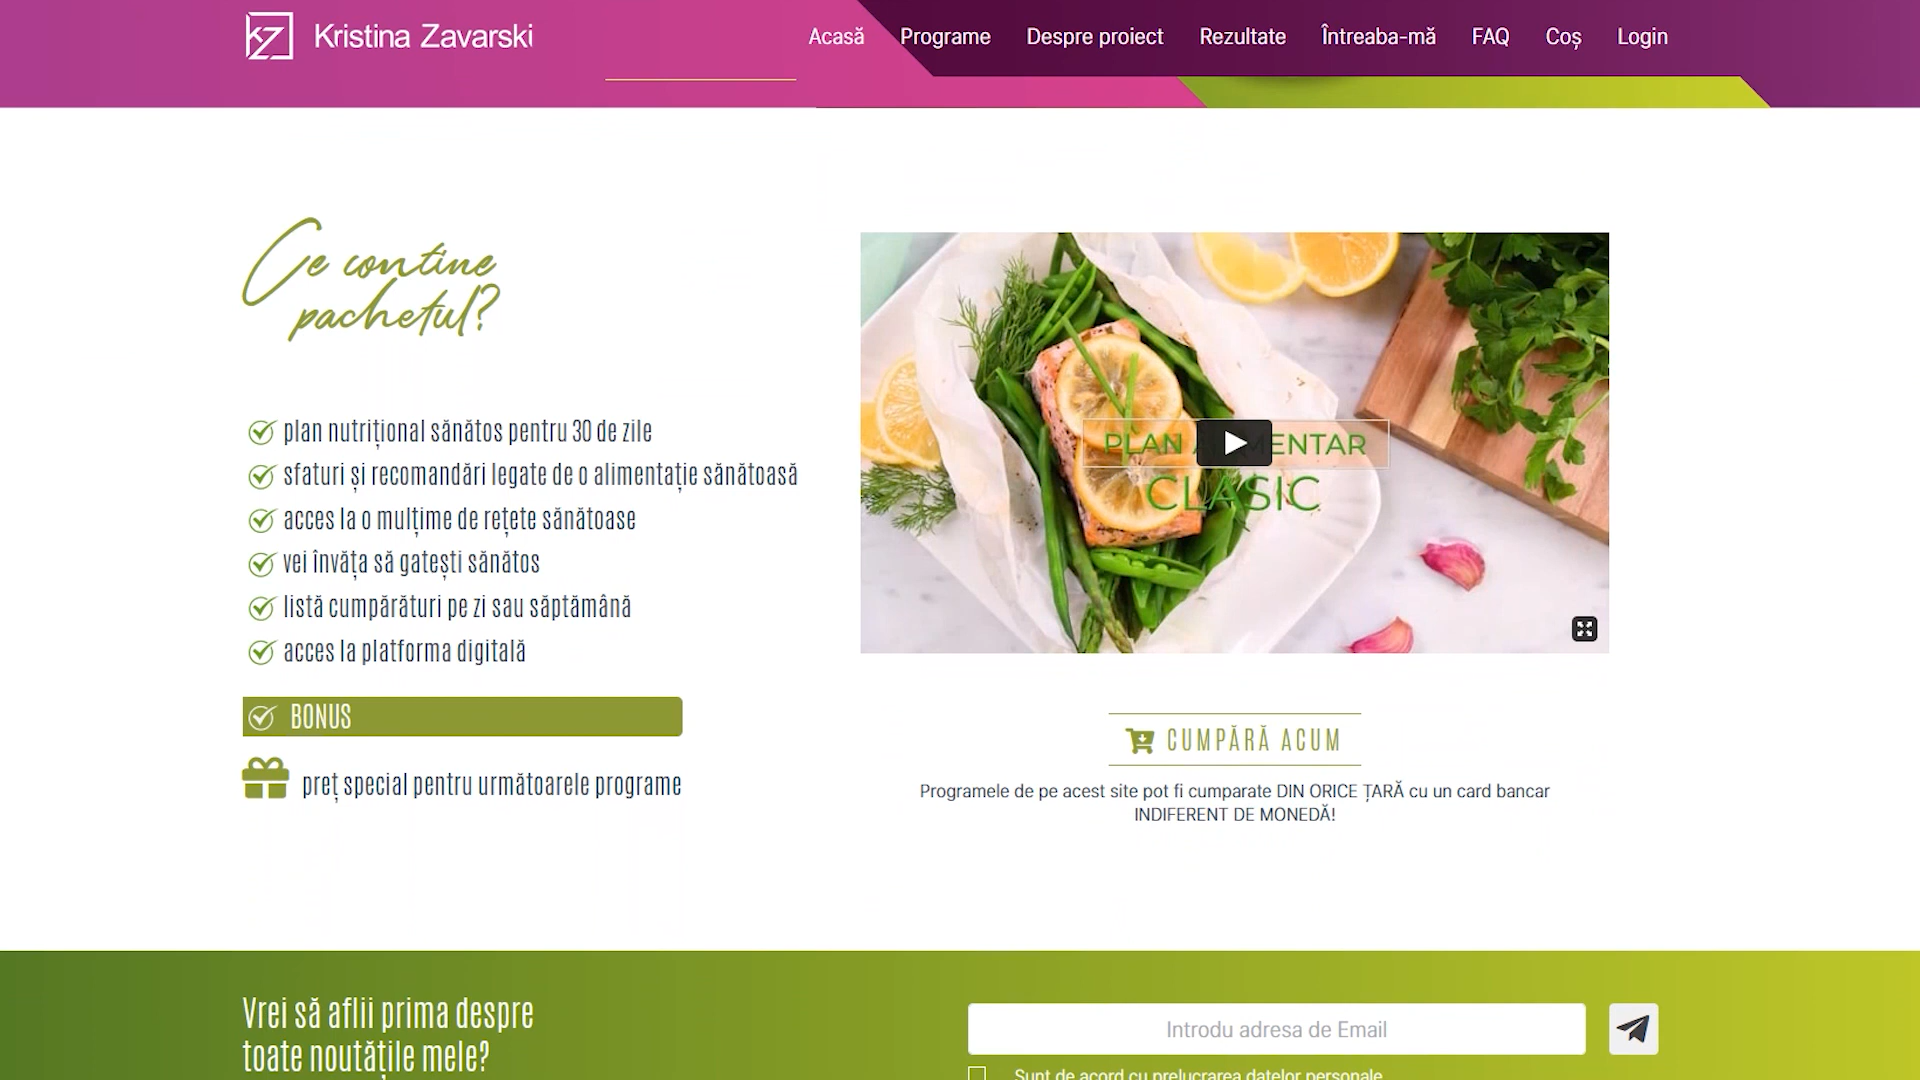 KZ Kristina Zavarski
Acasă Programe Despre proiect Rezultate Întreaba-mă FAQ Coș Login
Ce contine
pachetul?
plan nutrițional sănătos pentru 30 de zile
sfaturi și recomandări legate de o alimentație sănătoasă
acces la o mulțime de rețete sănătoase
vei învăța să gatești sănătos
listă cumpărături pe zi sau săptămână
acces la platforma digitală
BONUS
preț special pentru următoarele programe
PLAN A MENTAR
CLASIC
CUMPĂRĂ ACUM
Programele de pe acest site pot fi cumparate DIN ORICE ȚARĂ cu un card bancar
INDIFERENT DE MONEDĂ!
Vrei să aflii prima despre
toate noutățile mele?
Introdu adresa de Email
Sunt de acord cu prelucrarea datelor personale